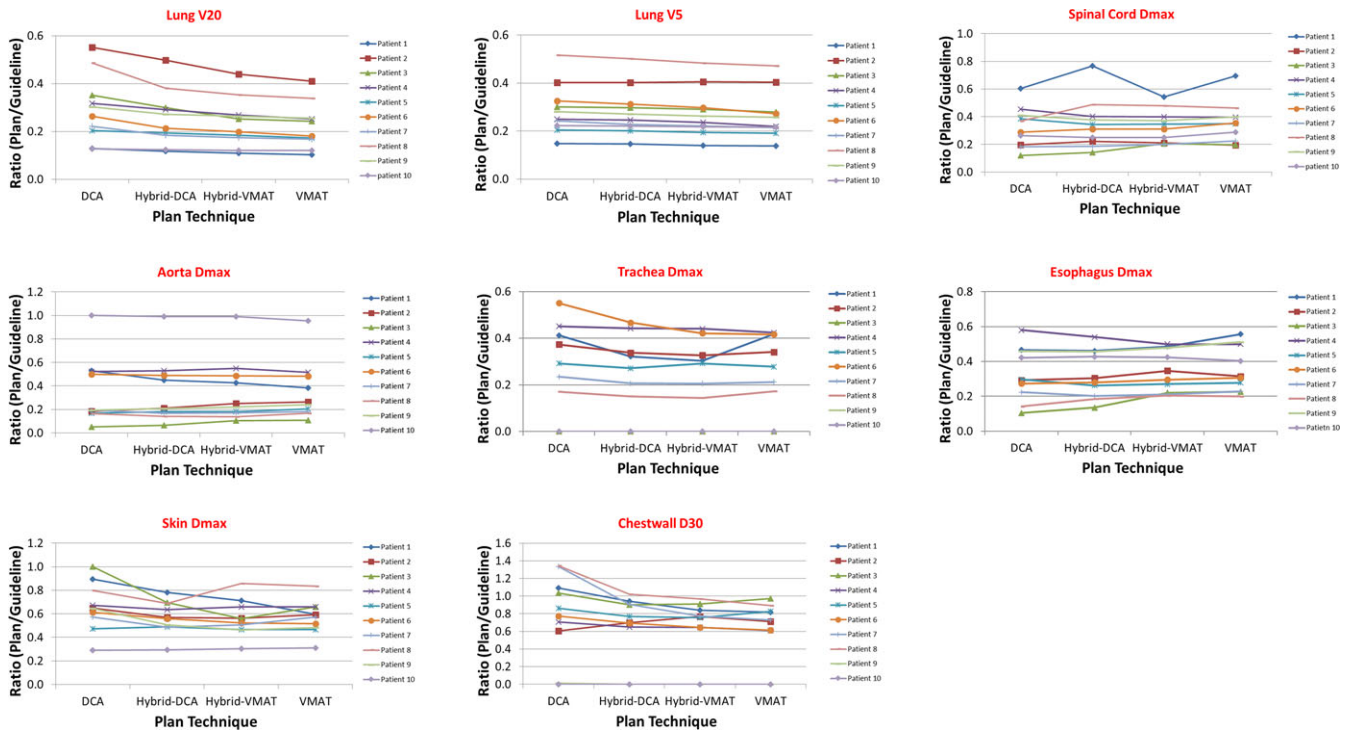 Lung V20
Ratio (Plan/Guideline)
0.6
0.4
0.2
0.0
DCA Hybrid-DCA Hybrid-VMAT VMAT
Plan Technique
Patient 1
Patient 2
Patient 3
Patient 4
Patient 5
Patient 6
Patient 7
Patient 8
Patient 9
patient 10
Lung V5
Ratio (Plan/Guideline)
0.6
0.4
0.2
0.0
DCA Hybrid-DCA Hybrid-VMAT VMAT
Plan Technique
Patient 1
Patient 2
Patient 3
Patient 4
Patient 5
Patient 6
Patient 7
Patient 8
Patient 9
Patient 10
Spinal Cord Dmax
Ratio (Plan/Guideline)
1.0
0.8
0.6
0.4
0.2
0.0
DCA Hybrid-DCA Hybrid-VMAT VMAT
Plan Technique
Patient 1
Patient 2
Patient 3
Patient 4
Patient 5
Patient 6
Patient 7
Patient 8
Patient 9
Patient 10
Aorta Dmax
Ratio (Plan/Guideline)
1.2
1.0
0.8
0.6
0.4
0.2
0.0
DCA Hybrid-DCA Hybrid-VMAT VMAT
Plan Technique
Patient 1
Patient 2
Patient 3
Patient 4
Patient 5
Patient 6
Patient 7
Patient 8
Patient 9
Patient 10
Trachea Dmax
Ratio (Plan/Guideline)
0.6
0.4
0.2
0.0
DCA Hybrid-DCA Hybrid-VMAT VMAT
Plan Technique
Patient 1
Patient 2
Patient 3
Patient 4
Patient 5
Patient 6
Patient 7
Patient 8
Patient 9
Patient 10
Esophagus Dmax
Ratio (Plan/Guideline)
0.8
0.6
0.4
0.2
0.0
DCA Hybrid-DCA Hybrid-VMAT VMAT
Plan Technique
Patient 1
Patient 2
Patient 3
Patient 4
Patient 5
Patient 6
Patient 7
Patient 8
Patient 9
Patietn 10
Skin Dmax
Ratio (Plan/Guideline)
1.2
1.0
0.8
0.6
0.4
0.2
0.0
DCA Hybrid-DCA Hybrid-VMAT VMAT
Plan Technique
Patient 1
Patient 2
Patient 3
Patient 4
Patient 5
Patient 6
Patient 7
Patient 8
Patient 9
Patient 10
Chestwall D30
Ratio (Plan/Guideline)
1.6
1.4
1.2
1.0
0.8
0.6
0.4
0.2
0.0
DCA Hybrid-DCA Hybrid-VMAT VMAT
Plan Technique
Patient 1
Patient 2
Patient 3
Patient 4
Patient 5
Patient 6
Patient 7
Patient 8
Patient 9
Patient 10